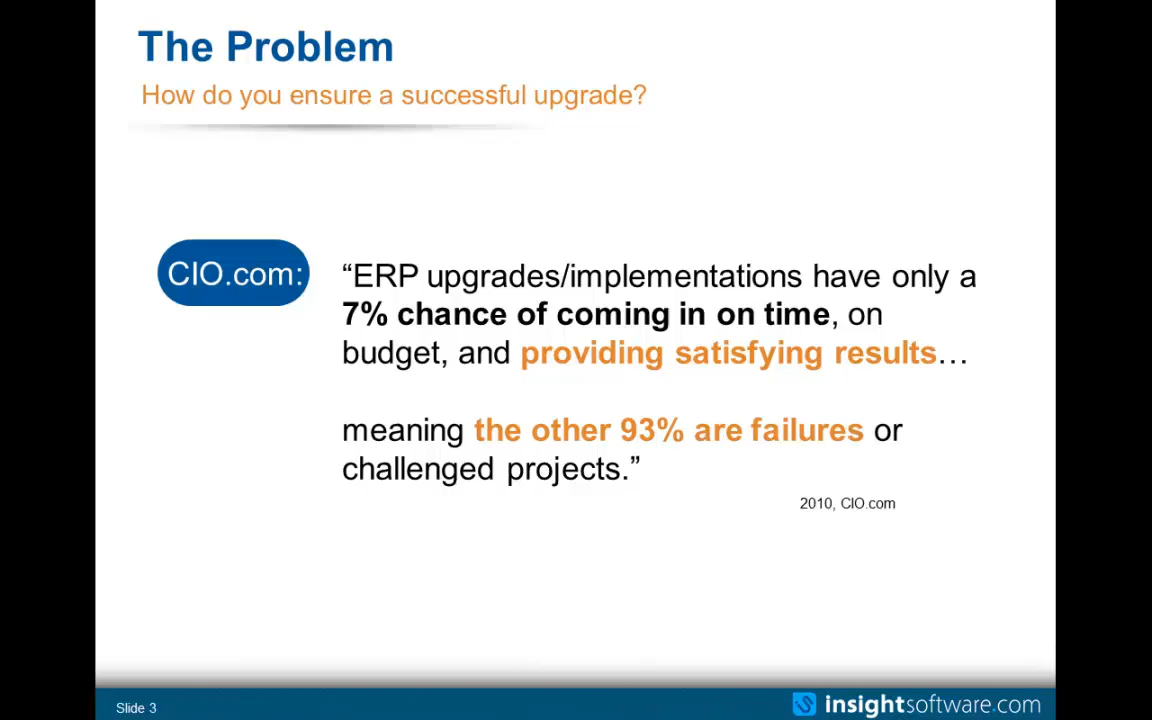 The Problem
How do you ensure a successful upgrade?
CIO.com:
“ERP upgrades/implementations have only a
7% chance of coming in on time, on
budget, and providing satisfying results…
meaning the other 93% are failures or
challenged projects.”
2010, CIO.com
Slide 3
insightsoftware.com